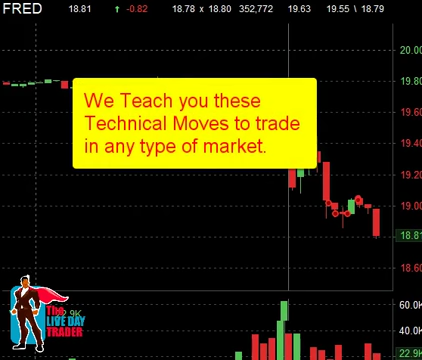 FRED 18.81 ↑ -0.82 18.78 x 18.80 352,772 19.63 19.55 \ 18.79
20.00
19.80
We Teach you these
Technical Moves to trade
in any type of market.
19.60
19.40
19.20
19.00
18.81
18.60
60.0K
The
LIVE DAY
TRADER
40.0K
22.9K